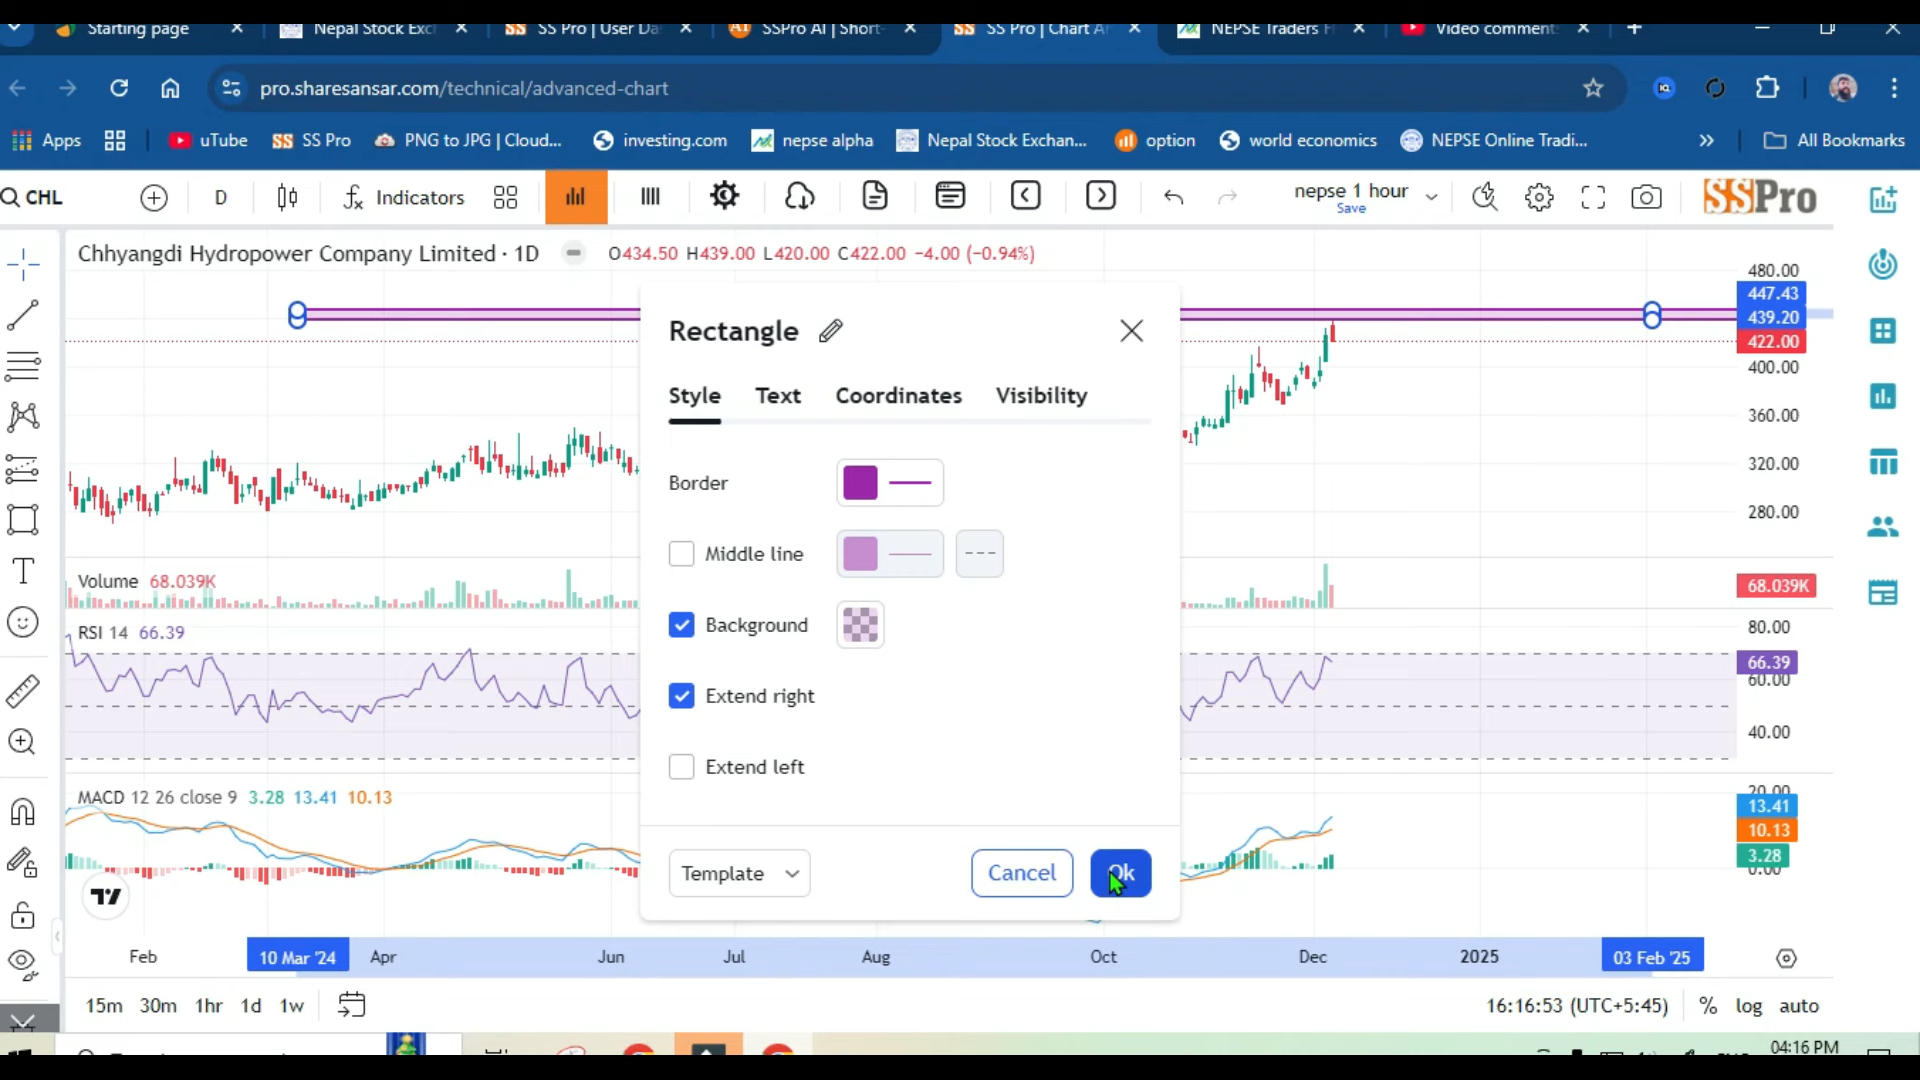 Starting page
Nepal Stock Exc
SS Pro | User Da
SSPro AI | Short-
SS Pro | Chart A
NEPSE Traders H
Video comment
pro.sharesansar.com/technical/advanced-chart
Apps
uTube
SS Pro
PNG to JPG | Cloud...
investing.com
nepse alpha
Nepal Stock Exchan...
option
world economics
NEPSE Online Tradi...
All Bookmarks
CHL
D
Indicators
nepse 1 hour
Save
SSPro
Chhyangdi Hydropower Company Limited · 1D
O434.50 H439.00 L420.00 C422.00 −4.00 (−0.94%)
480.00
447.43
439.20
422.00
400.00
360.00
320.00
280.00
Rectangle
Style
Text
Coordinates
Visibility
Border
Middle line
Background
Extend right
Extend left
Template
Cancel
Ok
Volume 68.039K
68.039K
RSI 14 66.39
80.00
66.39
60.00
40.00
MACD 12 26 close 9 3.28 13.41 10.13
20.00
13.41
10.13
3.28
0.00
Feb
10 Mar '24
Apr
Jun
Jul
Aug
Oct
Dec
2025
03 Feb '25
15m 30m 1hr 1d 1w
16:16:53 (UTC+5:45)
% log auto
04:16 PM